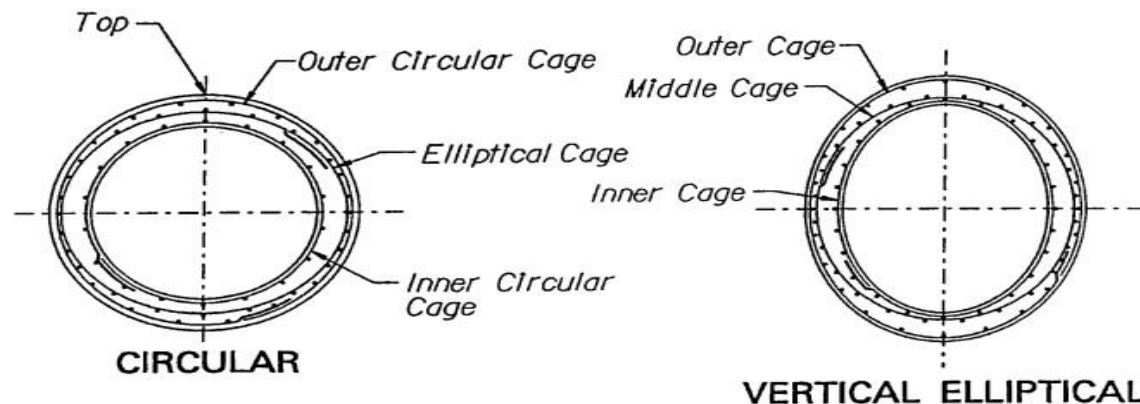 Top
Outer Circular Cage
Elliptical Cage
Inner Circular
Cage
CIRCULAR
Outer Cage
Middle Cage
Inner Cage
VERTICAL ELLIPTICAL